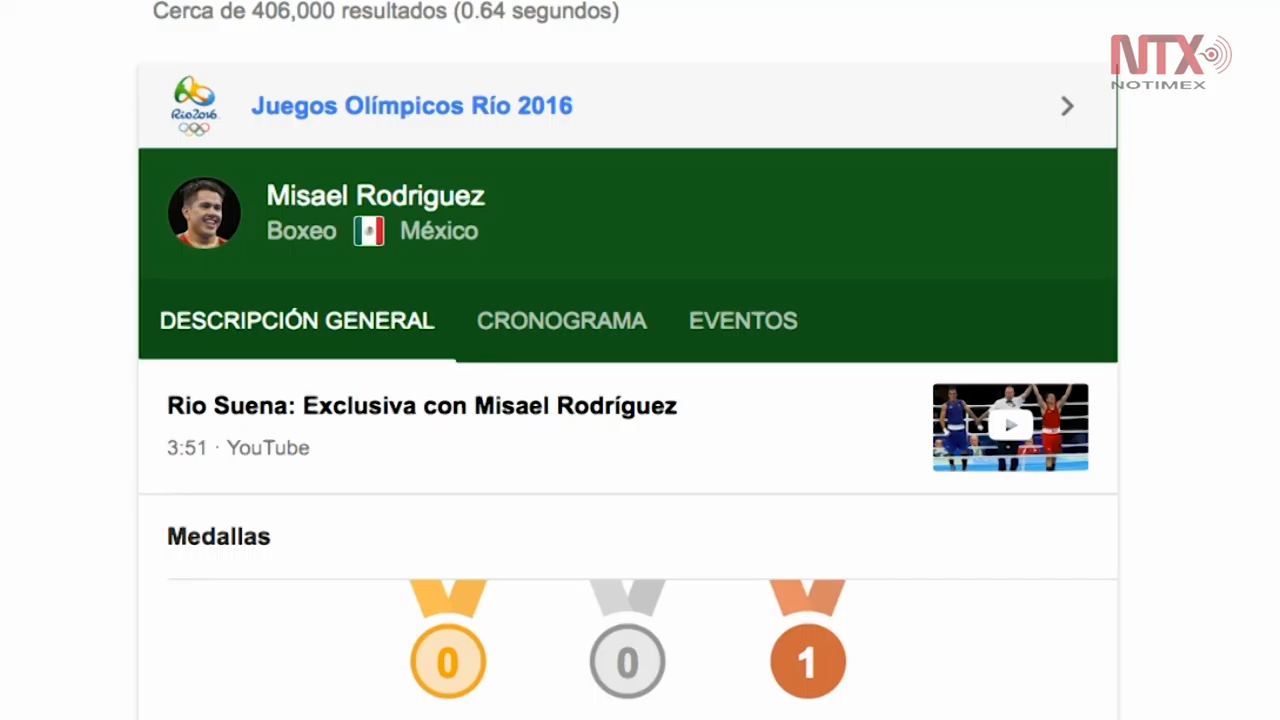 Cerca de 406,000 resultados (0.64 segundos)
NTX
NOTIMEX
Rio2016
Juegos Olímpicos Río 2016
Misael Rodriguez
Boxeo México
DESCRIPCIÓN GENERAL CRONOGRAMA EVENTOS
Rio Suena: Exclusiva con Misael Rodríguez
3:51 · YouTube
Medallas
0 0 1